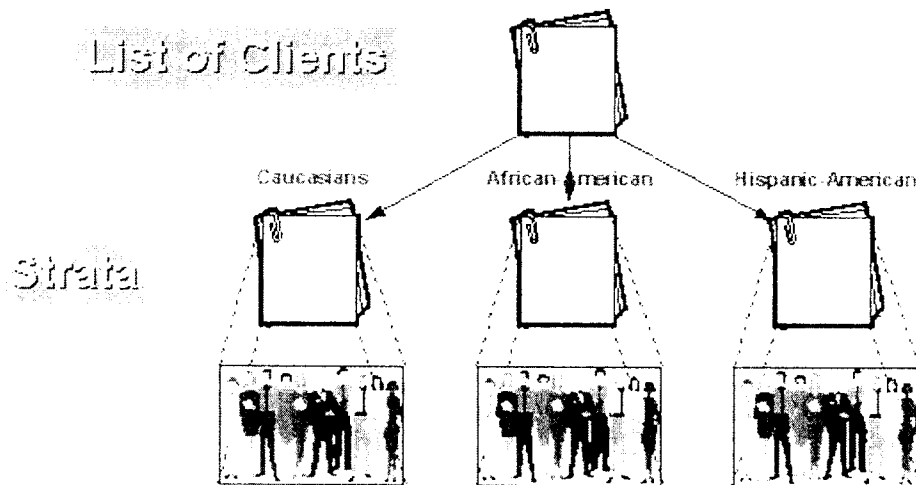 List of Clients
Caucasians
African-American
Hispanic-American
Strata